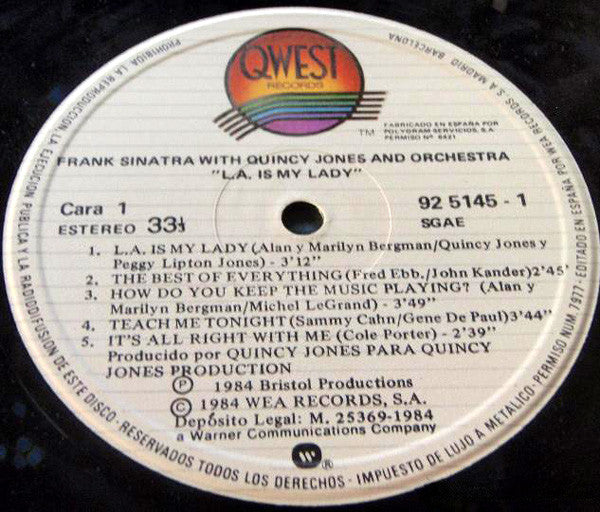 QWEST
RECORDS
TM
FABRICADO EN ESPAÑA POR
POLYGRAM SERVICIOS, S.A.
PERMISO Nº 6421
FRANK SINATRA WITH QUINCY JONES AND ORCHESTRA
"L.A. IS MY LADY"
Cara 1
ESTEREO 33⅓
92 5145 - 1
SGAE
1. L.A. IS MY LADY (Alan y Marilyn Bergman/Quincy Jones y
Peggy Lipton Jones) - 3'12"
2. THE BEST OF EVERYTHING (Fred Ebb./John Kander) 2'45'
3. HOW DO YOU KEEP THE MUSIC PLAYING? (Alan y
Marilyn Bergman/Michel LeGrand) - 3'49"
4. TEACH ME TONIGHT (Sammy Cahn/Gene De Paul) 3'44"
5. IT'S ALL RIGHT WITH ME (Cole Porter) - 2'39"
Producido por QUINCY JONES PARA QUINCY
JONES PRODUCTION
Ⓟ 1984 Bristol Productions
© 1984 WEA RECORDS, S.A.
Depósito Legal: M. 25369-1984
a Warner Communications Company
®
PROHIBIDA LA REPRODUCCION, LA EJECUCION PUBLICA Y LA RADIODIFUSION DE ESTE DISCO - RESERVADOS TODOS LOS DERECHOS - IMPUESTO DE LUJO A METALICO - PERMISO NUM 7977 - EDITADO EN ESPAÑA POR WEA RECORDS, S.A. MADRID BARCELONA